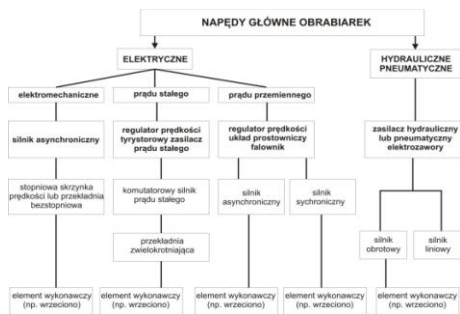 NAPĘDY GŁÓWNE OBRABIAREK
ELEKTRYCZNE
HYDRAULICZNE
PNEUMATYCZNE
elektromechaniczne
prądu stałego
prądu przemiennego
silnik asynchroniczny
regulator prędkości
tyrystorowy zasilacz
prądu stałego
regulator prędkości
układ prostowniczy
falownik
zasilacz hydrauliczny
lub pneumatyczny
elektrozawory
stopniowa skrzynka
prędkości lub przekładnia
bezstopniowa
komutatorowy silnik
prądu stałego
silnik
asynchroniczny
silnik
sychroniczny
przekładnia
zwielokrotniająca
silnik
obrotowy
silnik
liniowy
element wykonawczy
(np. wrzeciono)
element wykonawczy
(np. wrzeciono)
element wykonawczy
(np. wrzeciono)
element wykonawczy
(np. wrzeciono)
element wykonawczy
(np. wrzeciono)